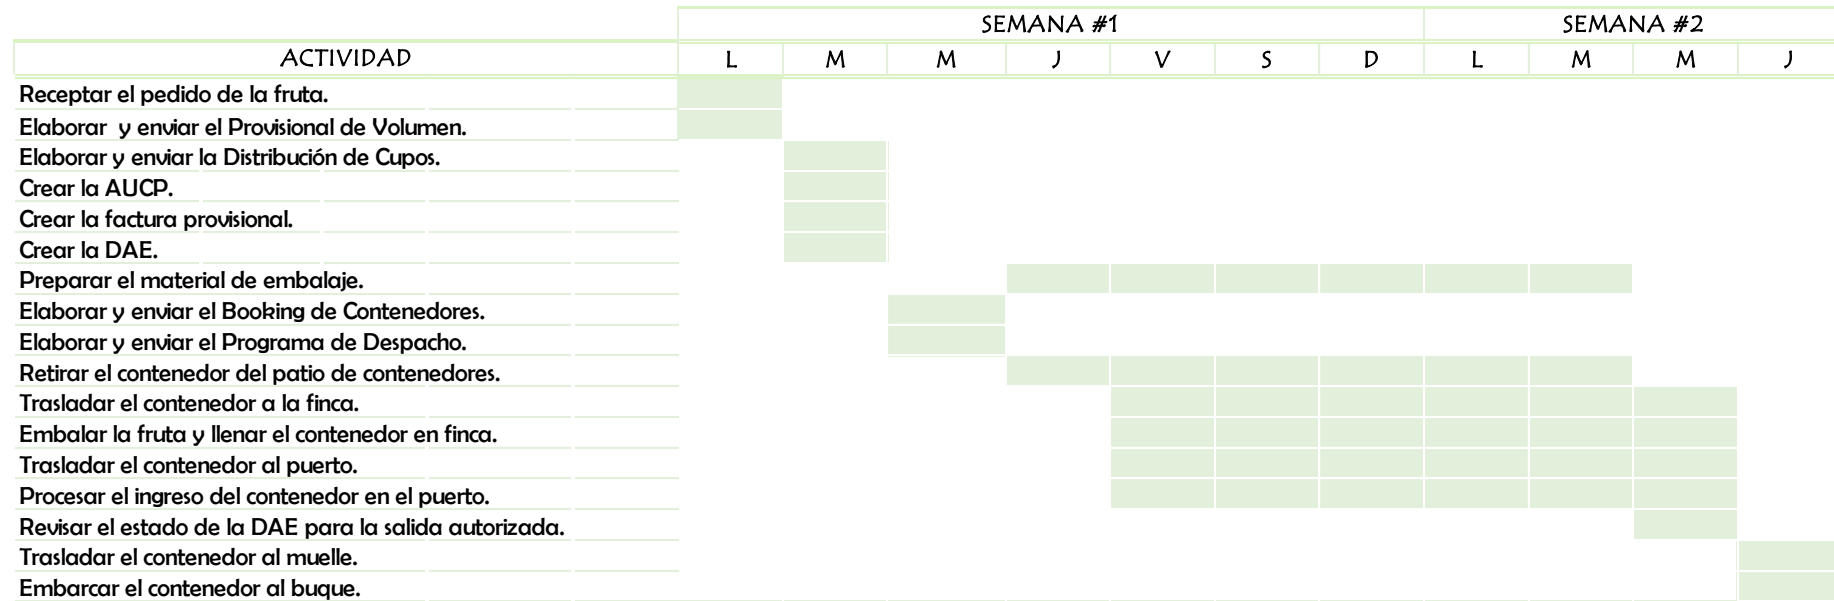 SEMANA #1 SEMANA #2
ACTIVIDAD L M M J V S D L M M J
Receptar el pedido de la fruta.
Elaborar y enviar el Provisional de Volumen.
Elaborar y enviar la Distribución de Cupos.
Crear la AUCP.
Crear la factura provisional.
Crear la DAE.
Preparar el material de embalaje.
Elaborar y enviar el Booking de Contenedores.
Elaborar y enviar el Programa de Despacho.
Retirar el contenedor del patio de contenedores.
Trasladar el contenedor a la finca.
Embalar la fruta y llenar el contenedor en finca.
Trasladar el contenedor al puerto.
Procesar el ingreso del contenedor en el puerto.
Revisar el estado de la DAE para la salida autorizada.
Trasladar el contenedor al muelle.
Embarcar el contenedor al buque.